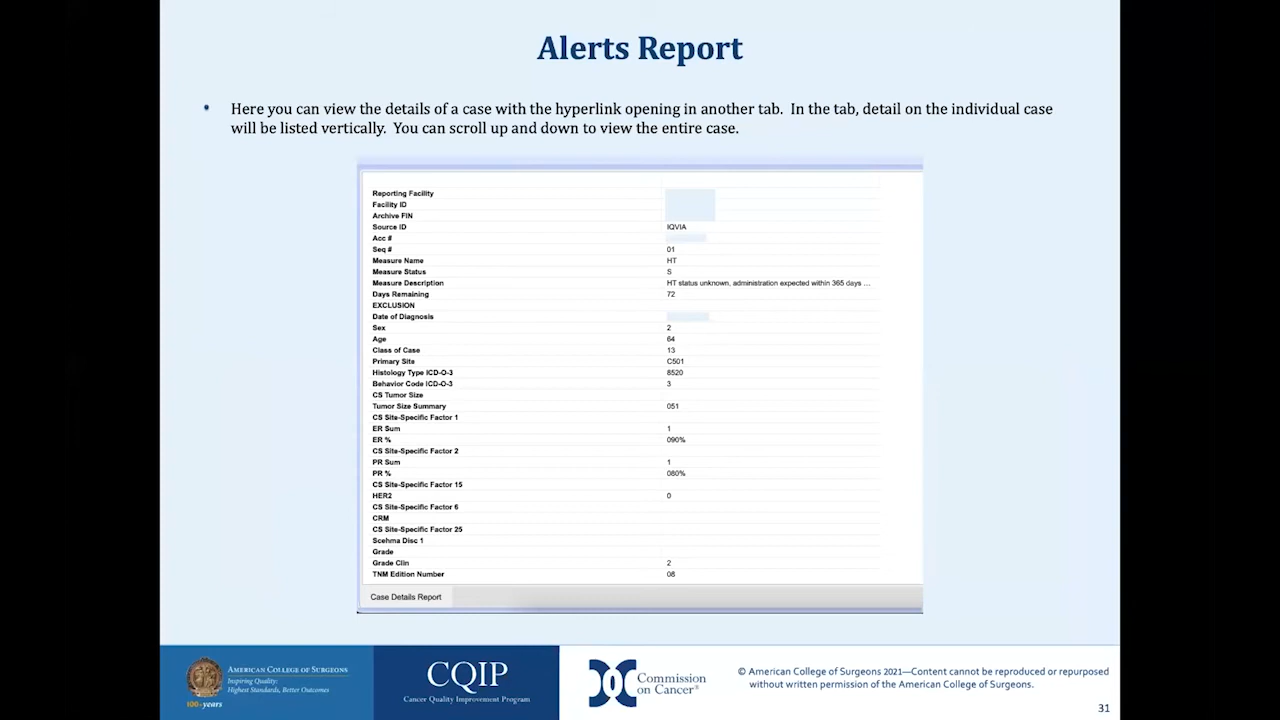 Alerts Report
• Here you can view the details of a case with the hyperlink opening in another tab. In the tab, detail on the individual case
will be listed vertically. You can scroll up and down to view the entire case.
Reporting Facility
Facility ID
Archive FIN
Source ID IQVIA
Acc #
Seq # 01
Measure Name HT
Measure Status S
Measure Description HT status unknown, administration expected within 365 days ...
Days Remaining 72
EXCLUSION
Date of Diagnosis
Sex 2
Age 64
Class of Case 13
Primary Site C501
Histology Type ICD-O-3 8520
Behavior Code ICD-O-3 3
CS Tumor Size
Tumor Size Summary 051
CS Site-Specific Factor 1
ER Sum 1
ER % 090%
CS Site-Specific Factor 2
PR Sum 1
PR % 080%
CS Site-Specific Factor 15
HER2 0
CS Site-Specific Factor 6
CRM
CS Site-Specific Factor 25
Scehma Disc 1
Grade
Grade Clin 2
TNM Edition Number 08
Case Details Report
AMERICAN COLLEGE OF SURGEONS
Inspiring Quality:
Highest Standards, Better Outcomes
100+years
CQIP
Cancer Quality Improvement Program
Commission
on Cancer®
© American College of Surgeons 2021—Content cannot be reproduced or repurposed
without written permission of the American College of Surgeons.
31